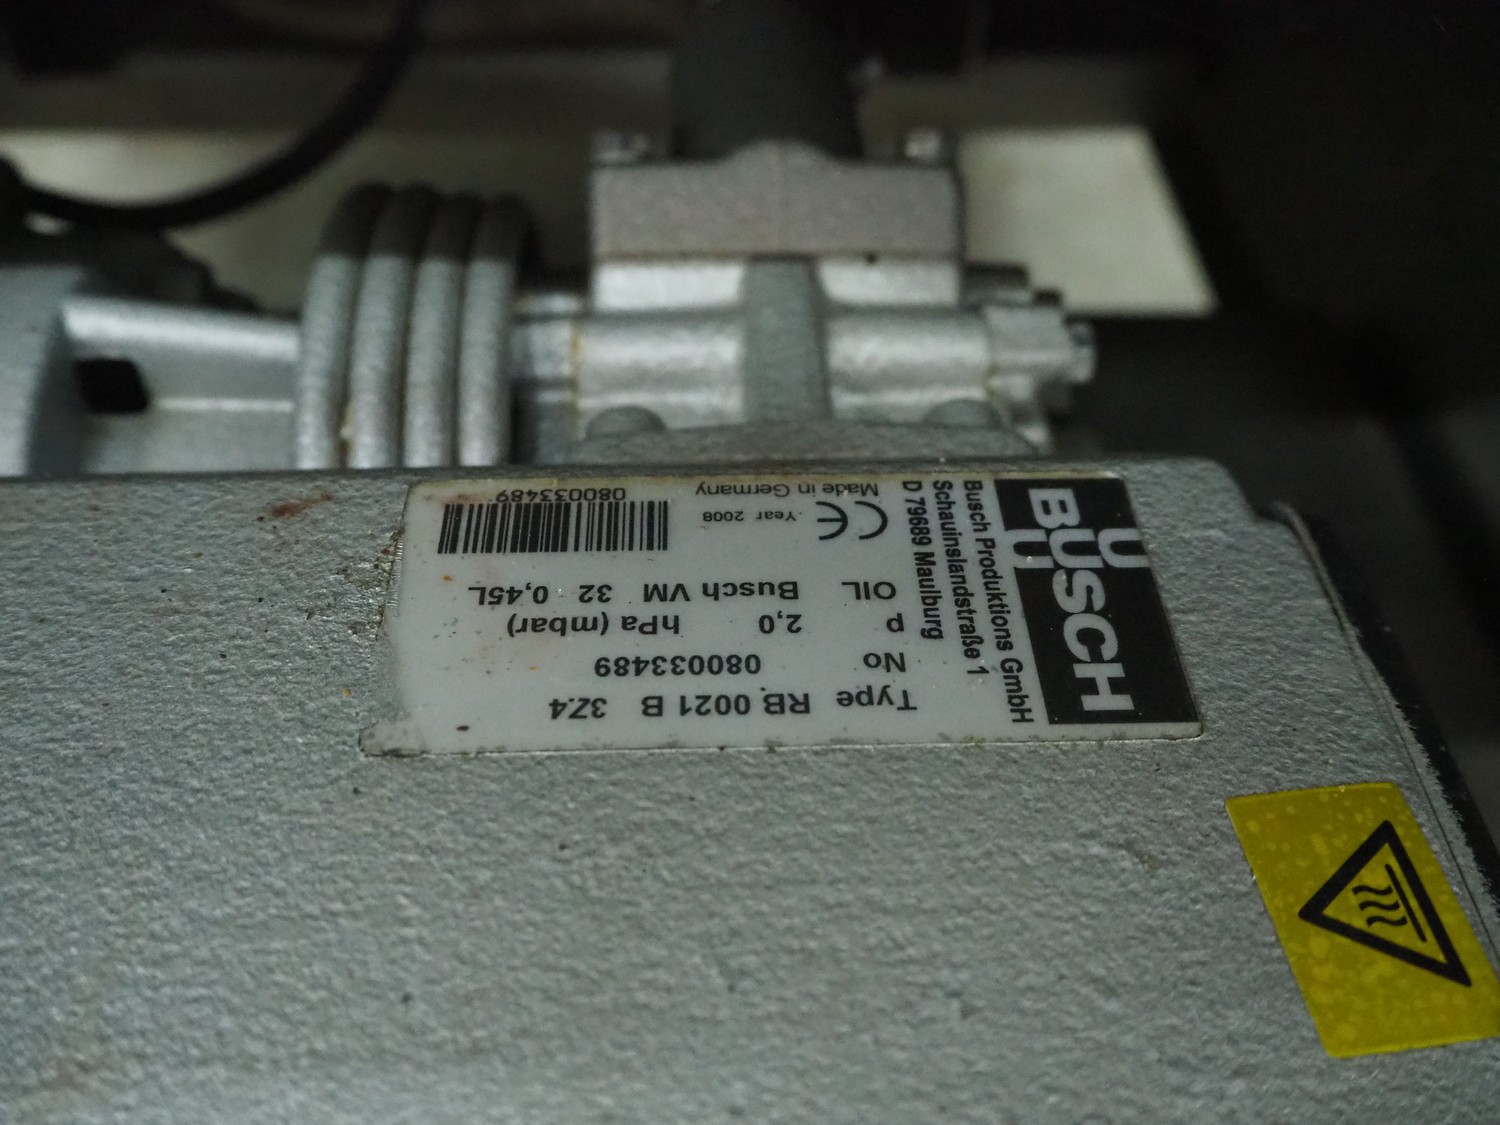 BUSCH
Busch Produktions GmbH
Schauinslandstraße 1
D 79689 Maulburg
Type RB 0021 B 3Z4
No 080033489
P 2,0 hPa (mbar)
OIL Busch VM 32 0,45L
CE Year 2008
Made in Germany
080033489